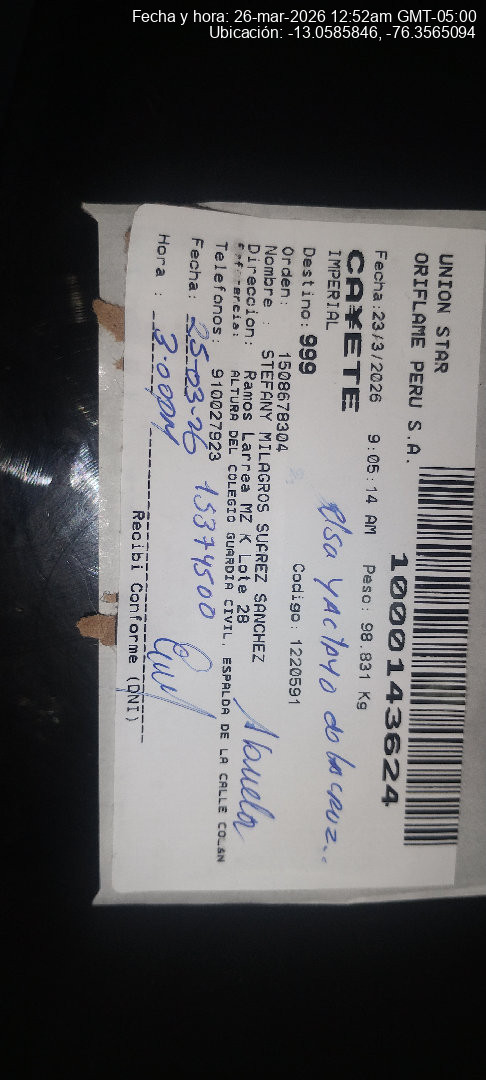 Fecha y hora: 26-mar-2026 12:52am GMT-05:00
Ubicación: -13.0585846, -76.3565094
UNION STAR
ORIFLAME PERU S.A.
1000143624
Fecha:23/3/2026 9:05:14 AM Peso: 98.831 Kg
CA¥ETE
IMPERIAL
Elsa Yactayo de la cruz..
Destino: 999
Orden: 1508678304 Codigo: 1220591
Nombre : STEFANY MILAGROS SUAREZ SANCHEZ
Direccion: Ramos Larrea MZ K Lote 28
Abuela
Referencia: ALTURA DEL COLEGIO GUARDIA CIVIL, ESPALDA DE LA CALLE COL&N
Telefonos: 910027923
Fecha: 25-03-26 15374500
Hora : 3:00pm
Recibi Conforme (DNI)